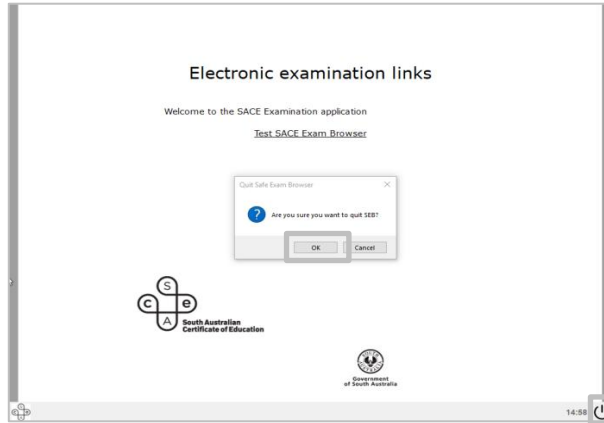 Electronic examination links
Welcome to the SACE Examination application
Test SACE Exam Browser
Quit Safe Exam Browser
Are you sure you want to quit SEB?
OK Cancel
S
C e
A
South Australian
Certificate of Education
Government
of South Australia
14:58